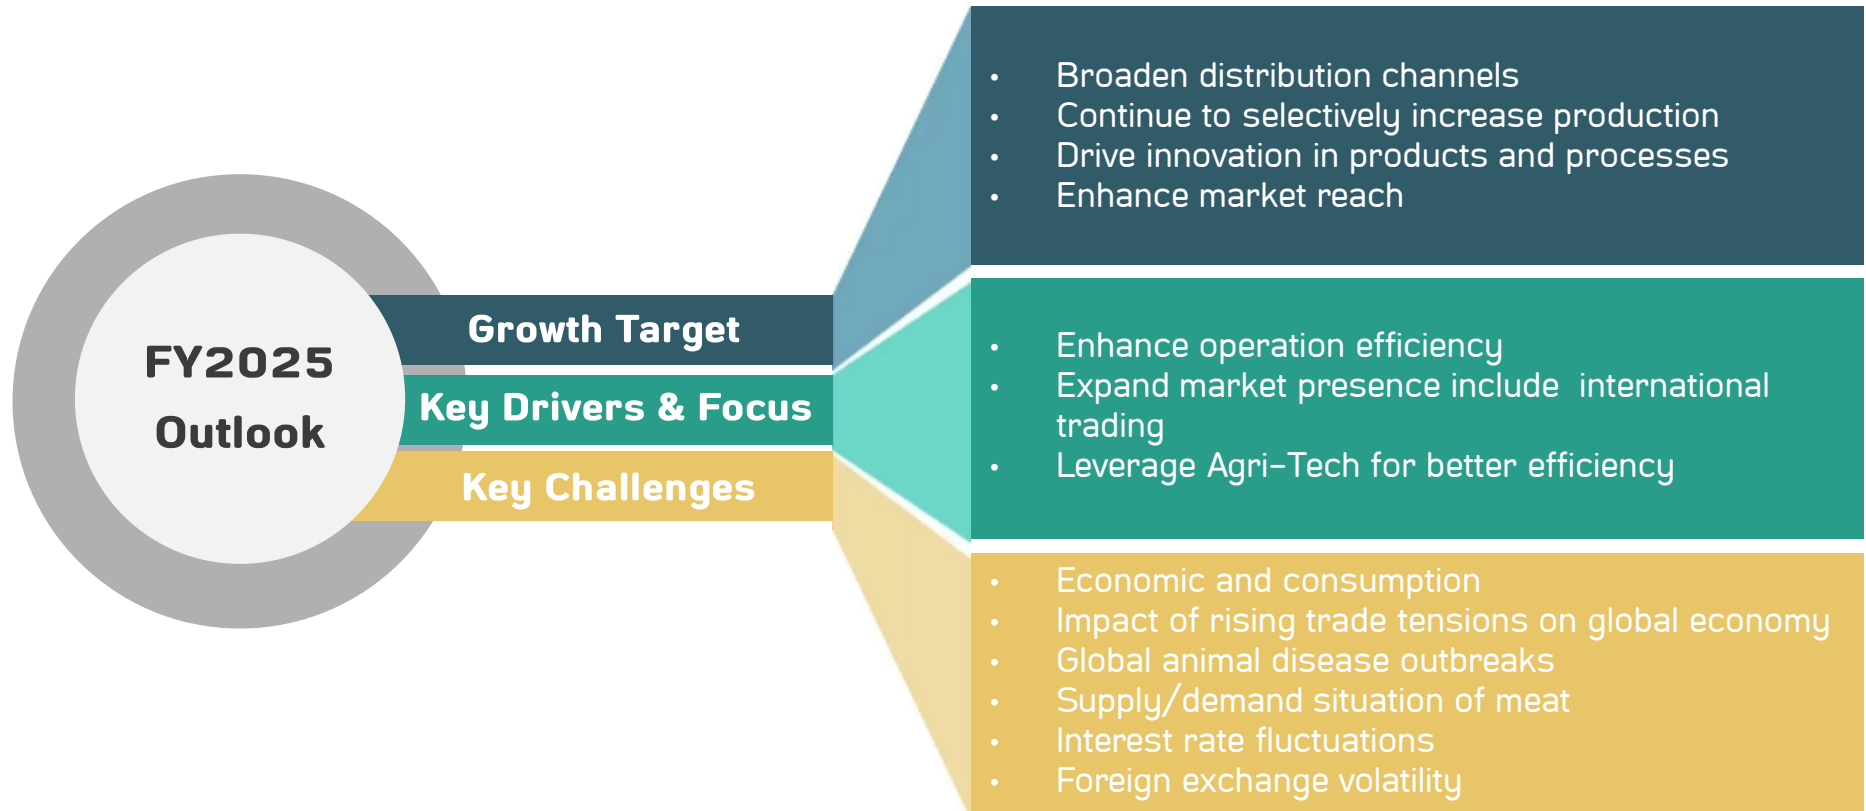 FY2025
Outlook
Growth Target
Key Drivers & Focus
Key Challenges
• Broaden distribution channels
• Continue to selectively increase production
• Drive innovation in products and processes
• Enhance market reach
• Enhance operation efficiency
• Expand market presence include  international
trading
• Leverage Agri-Tech for better efficiency
• Economic and consumption
• Impact of rising trade tensions on global economy
• Global animal disease outbreaks
• Supply/demand situation of meat
• Interest rate fluctuations
• Foreign exchange volatility